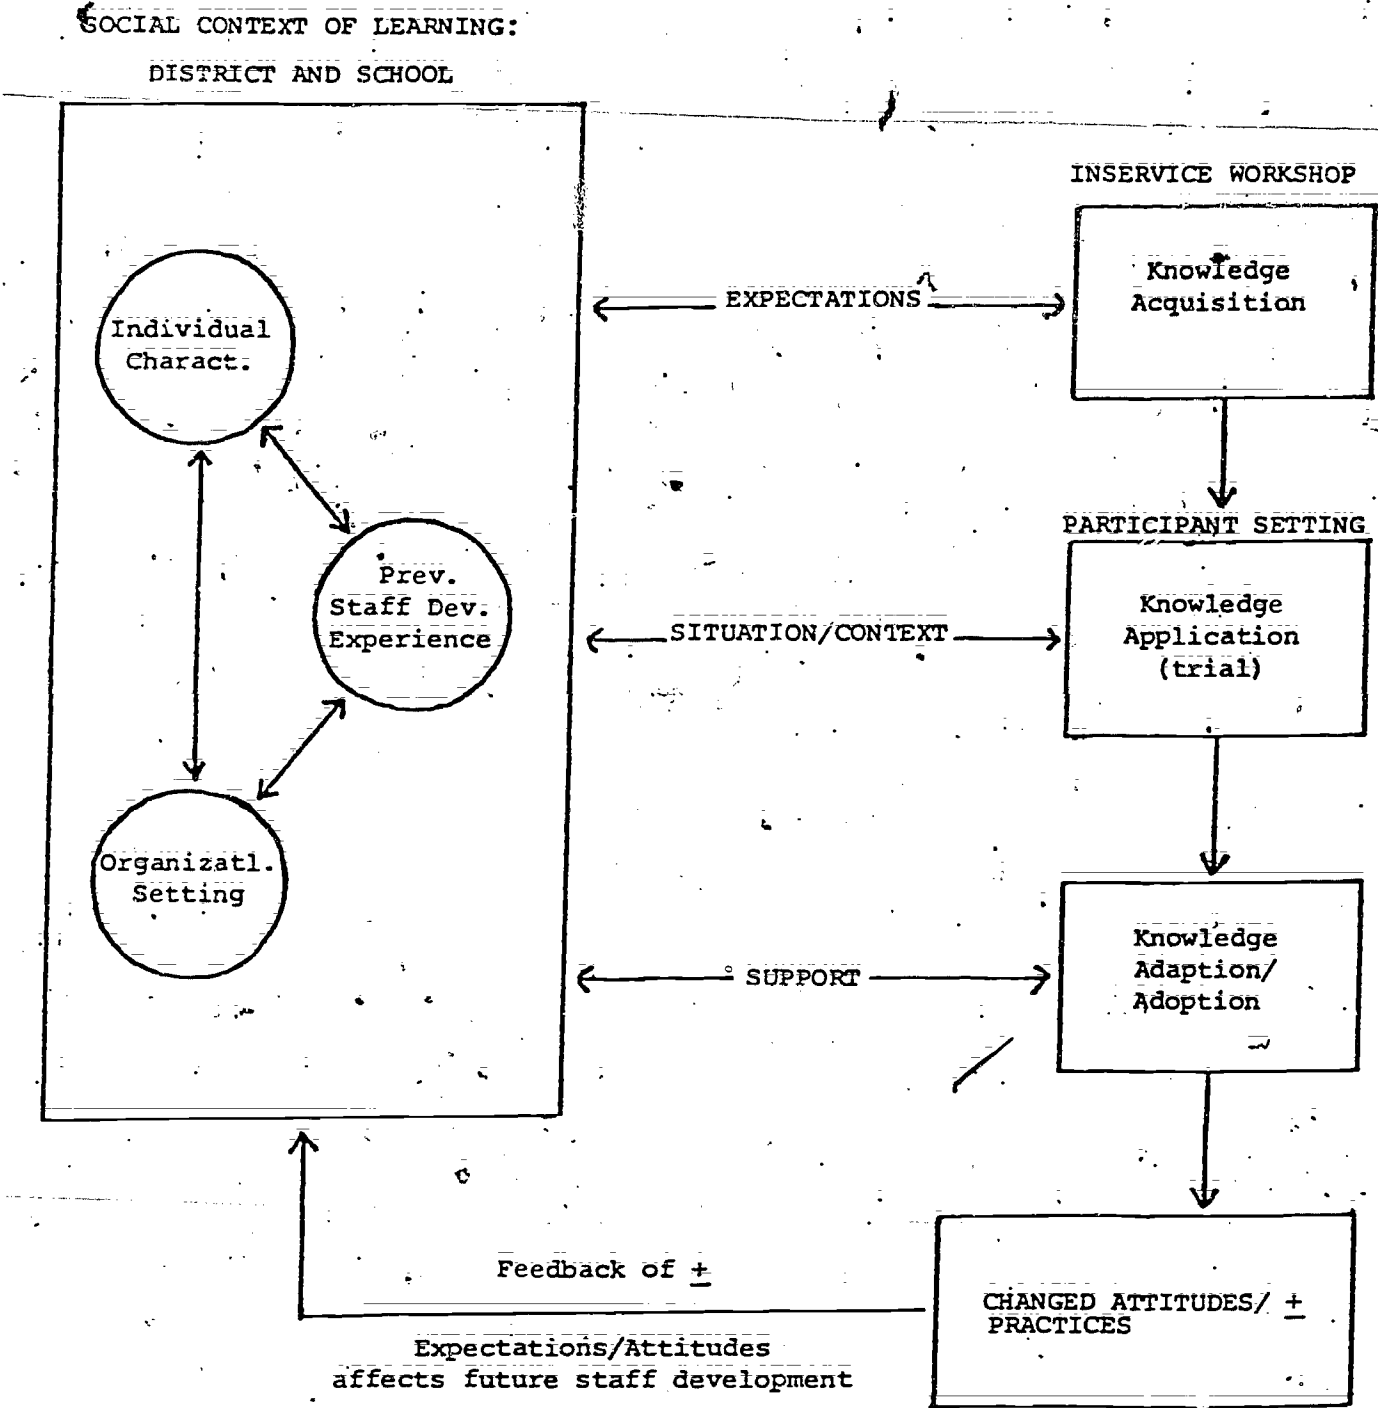 SOCIAL CONTEXT OF LEARNING:
DISTRICT AND SCHOOL
INSERVICE WORKSHOP
Knowledge
Acquisition
EXPECTATIONS
Individual
Charact.
PARTICIPANT SETTING
Prev.
Staff Dev.
Experience
SITUATION/CONTEXT
Knowledge
Application
(trial)
Organizatl.
Setting
SUPPORT
Knowledge
Adaption/
Adoption
Feedback of ±
CHANGED ATTITUDES/ ±
PRACTICES
Expectations/Attitudes
affects future staff development